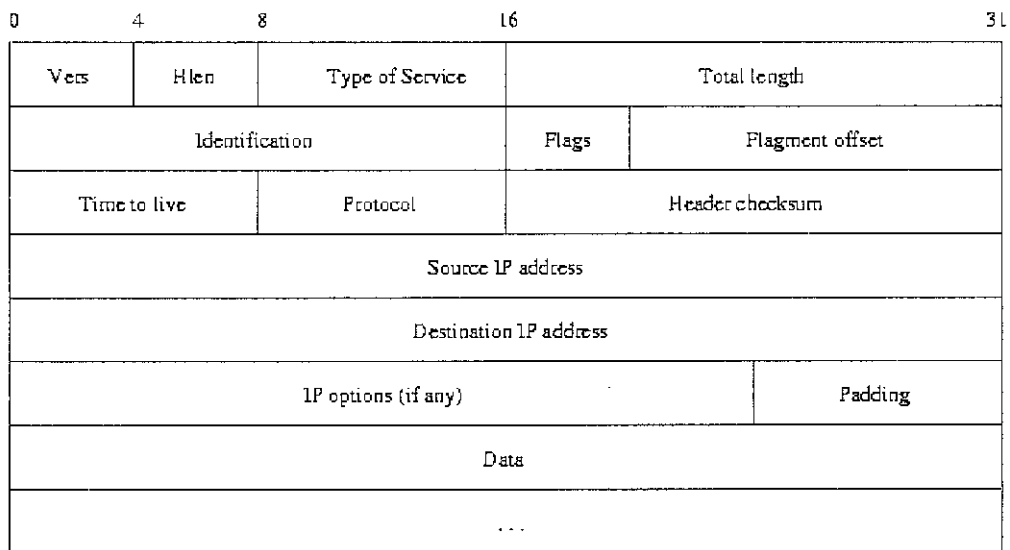 0 4 8 16 31
Vers Hlen Type of Service Total length
Identification Flags Flagment offset
Time to live Protocol Header checksum
Source IP address
Destination IP address
IP options (if any) Padding
Data
...